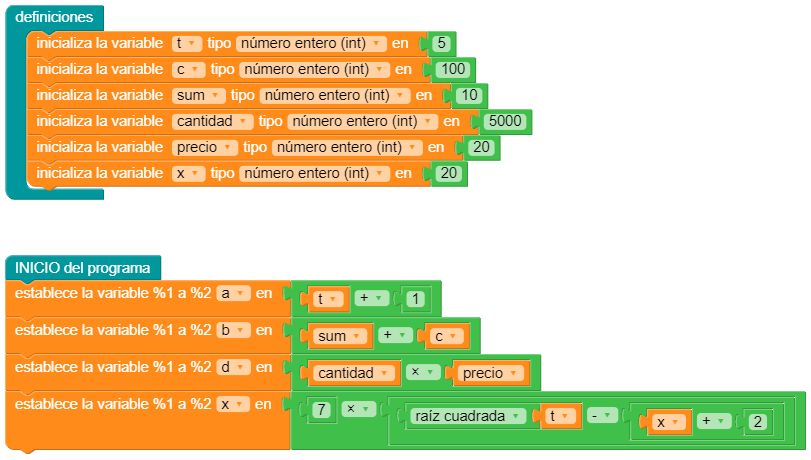 definiciones
inicializa la variable t tipo número entero (int) en 5
inicializa la variable c tipo número entero (int) en 100
inicializa la variable sum tipo número entero (int) en 10
inicializa la variable cantidad tipo número entero (int) en 5000
inicializa la variable precio tipo número entero (int) en 20
inicializa la variable x tipo número entero (int) en 20
INICIO del programa
establece la variable %1 a %2 a en t + 1
establece la variable %1 a %2 b en sum + c
establece la variable %1 a %2 d en cantidad × precio
establece la variable %1 a %2 x en 7 × raíz cuadrada t - x + 2